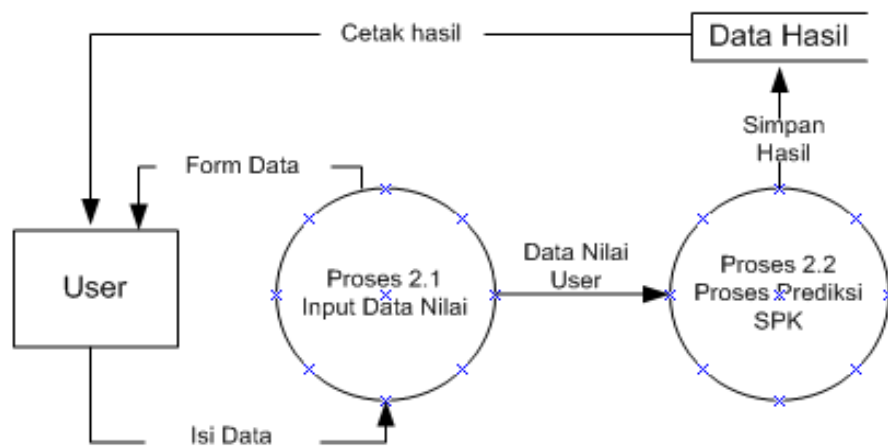 Cetak hasil
Data Hasil
Simpan
Hasil
Form Data
User
Proses 2.1
Input Data Nilai
Data Nilai
User
Proses 2.2
Proses Prediksi
SPK
Isi Data